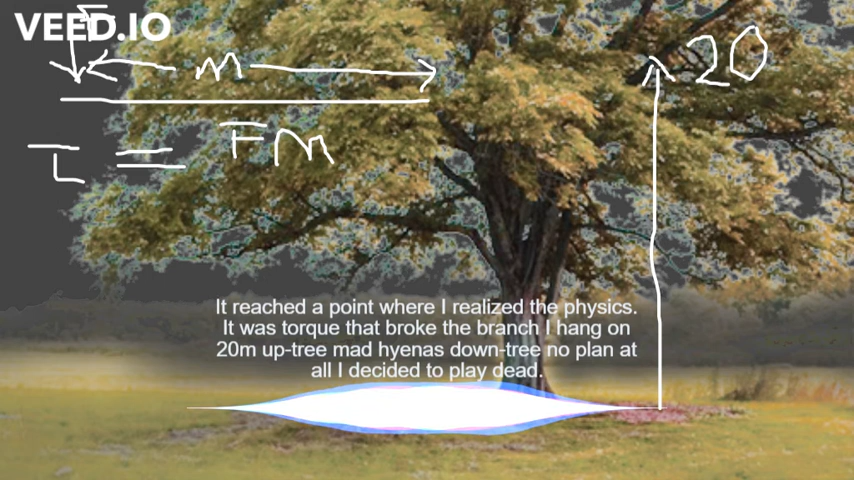 VEED.IO
F
m
20
τ = Fm
It reached a point where I realized the physics.
It was torque that broke the branch I hang on
20m up-tree mad hyenas down-tree no plan at
all I decided to play dead.